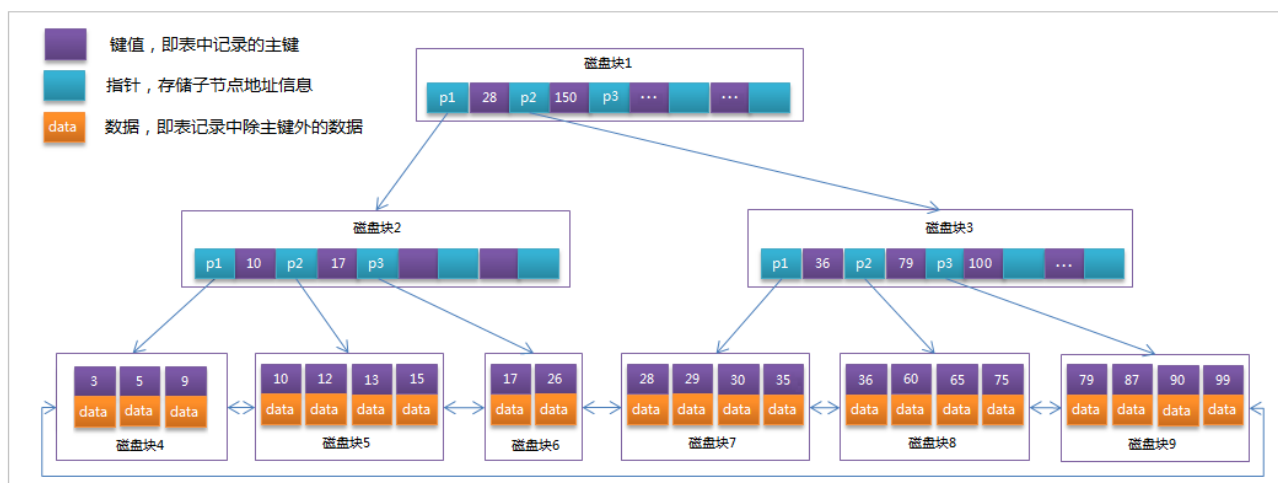 键值，即表中记录的主键
指针，存储子节点地址信息
data 数据，即表记录中除主键外的数据
磁盘块1
p1 28 p2 150 p3 ... ...
磁盘块2
p1 10 p2 17 p3
磁盘块3
p1 36 p2 79 p3 100 ...
3 5 9
data data data
磁盘块4
10 12 13 15
data data data data
磁盘块5
17 26
data data
磁盘块6
28 29 30 35
data data data data
磁盘块7
36 60 65 75
data data data data
磁盘块8
79 87 90 99
data data data data
磁盘块9